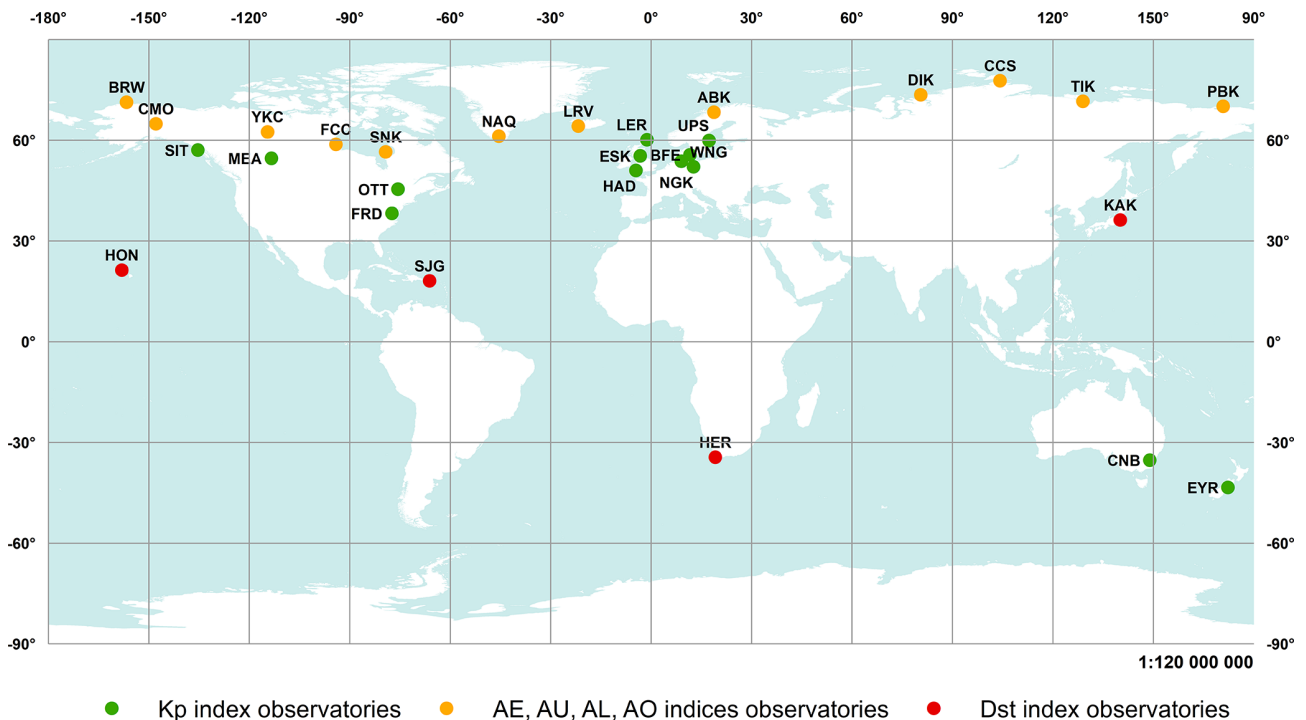 -180° -150° -120° -90° -60° -30° 0° 30° 60° 90° 120° 150° 90°
BRW
CMO
YKC
FCC
SNK
NAQ
LRV
ABK
DIK
CCS
TIK
PBK
60° 60°
SIT
MEA
OTT
FRD
LER
UPS
ESK
BFE
WNG
HAD
NGK
KAK
30° 30°
HON
SJG
0° 0°
-30° -30°
HER
CNB
EYR
-60° -60°
-90° -90°
1:120 000 000
Kp index observatories AE, AU, AL, AO indices observatories Dst index observatories